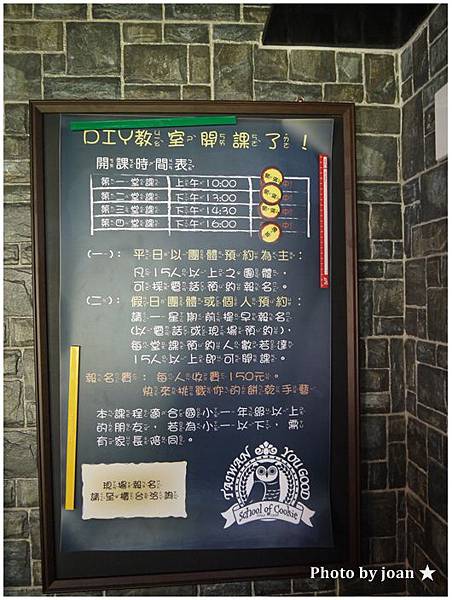 DIY教室開課了！
開課時間表
第一堂課 上午10:00
第二堂課 下午13:00
第三堂課 下午14:30
第四堂課 下午16:00
(一)：平日以團體預約為主：
凡15人以上之團體，
可採電話預約報名。
(二)：假日團體或個人預約：
請一星期前提早報名
(以電話或現場預約)，
每堂課預約人數若達
15人以上即可開課。
報名費：每人收費150元。
快來挑戰你的餅乾手藝
本課程適合國小一年級以上
的朋友，若為小一以下，需
有家長陪同。
現場報名
請至櫃台洽詢
TAIWAN YOU GOOD
School of Cookie
Photo by joan ★